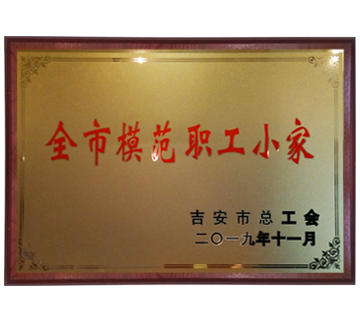 全市模范职工小家
吉安市总工会
二〇一九年十一月